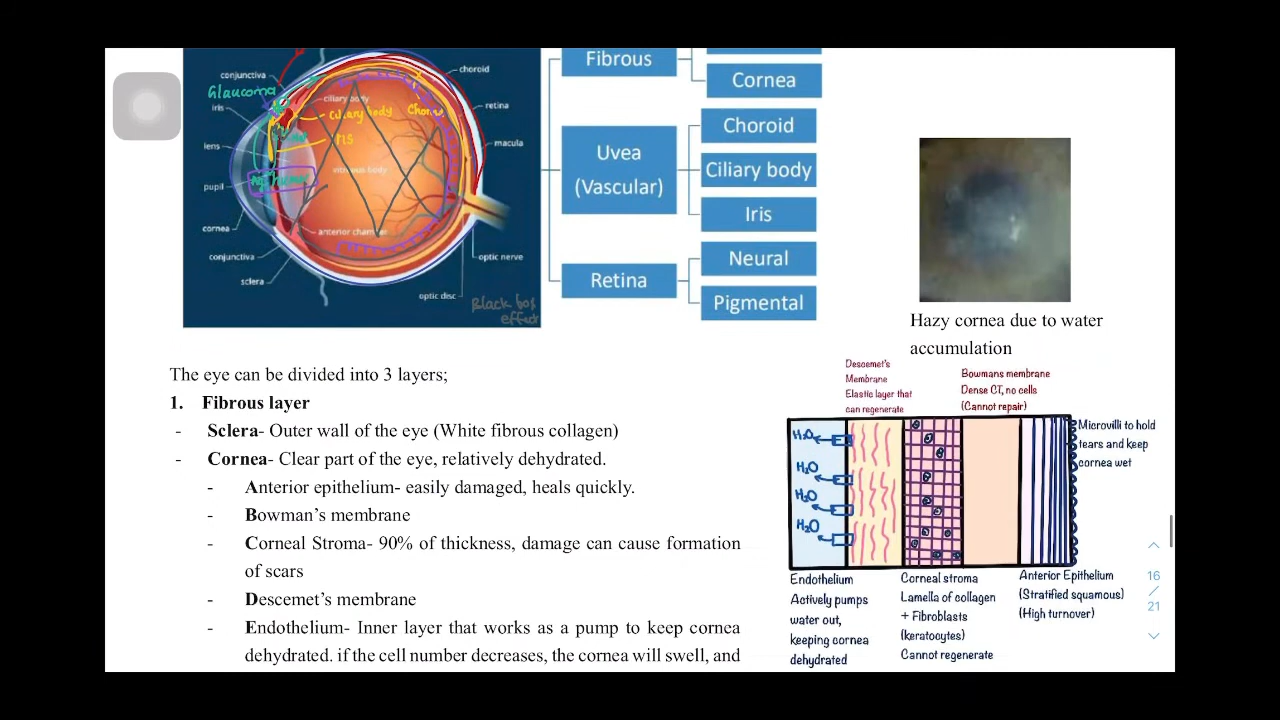 conjunctiva
Glaucoma
iris
lens
pupil
cornea
conjunctiva
sclera
ciliary body
Ciliary body
vitreous body
anterior chamber
choroid
retina
macula
optic nerve
optic disc
Black box
effect
Fibrous
Cornea
Uvea
(Vascular)
Choroid
Ciliary body
Iris
Retina
Neural
Pigmental
Hazy cornea due to water
accumulation
The eye can be divided into 3 layers;
1. Fibrous layer
- Sclera- Outer wall of the eye (White fibrous collagen)
- Cornea- Clear part of the eye, relatively dehydrated.
- Anterior epithelium- easily damaged, heals quickly.
- Bowman’s membrane
- Corneal Stroma- 90% of thickness, damage can cause formation
of scars
- Descemet’s membrane
- Endothelium- Inner layer that works as a pump to keep cornea
dehydrated. if the cell number decreases, the cornea will swell, and
Descemet's
Membrane
Elastic layer that
can regenerate
Bowmans membrane
Dense CT, no cells
(Cannot repair)
Microvilli to hold
tears and keep
cornea wet
H₂O
H₂O
H₂O
H₂O
Endothelium
Actively pumps
water out,
keeping cornea
dehydrated
Corneal stroma
Lamella of collagen
+ Fibroblasts
(keratocytes)
Cannot regenerate
Anterior Epithelium
(Stratified squamous)
(High turnover)
16
/
21